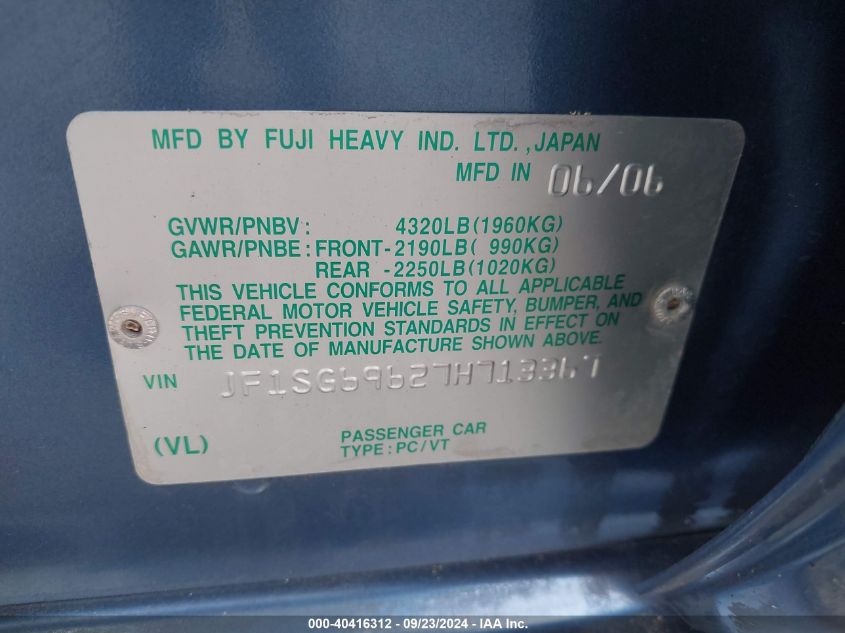 MFD BY FUJI HEAVY IND. LTD.,JAPAN
MFD IN 06/06
GVWR/PNBV: 4320LB(1960KG)
GAWR/PNBE: FRONT-2190LB( 990KG)
REAR -2250LB(1020KG)
THIS VEHICLE CONFORMS TO ALL APPLICABLE
FEDERAL MOTOR VEHICLE SAFETY, BUMPER, AND
THEFT PREVENTION STANDARDS IN EFFECT ON
THE DATE OF MANUFACTURE SHOWN ABOVE.
VIN JF1SG69627H713367
(VL) PASSENGER CAR
TYPE:PC/VT
000-40416312 - 09/23/2024 - IAA Inc.